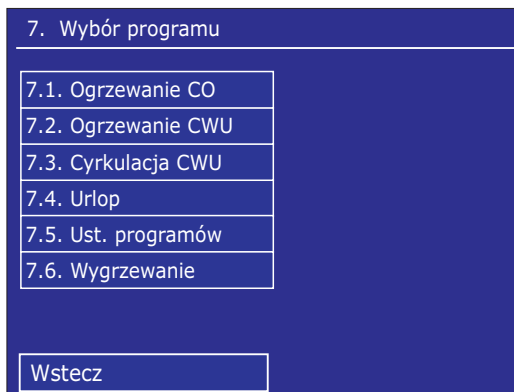 7. Wybór programu
7.1. Ogrzewanie CO
7.2. Ogrzewanie CWU
7.3. Cyrkulacja CWU
7.4. Urlop
7.5. Ust. programów
7.6. Wygrzewanie
Wstecz